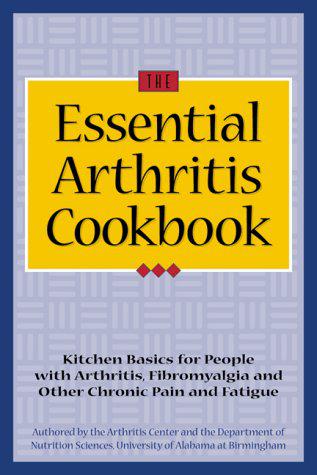 THE
Essential
Arthritis
Cookbook
Kitchen Basics for People
with Arthritis, Fibromyalgia and
Other Chronic Pain and Fatigue
Authored by the Arthritis Center and the Department of
Nutrition Sciences, University of Alabama at Birmingham